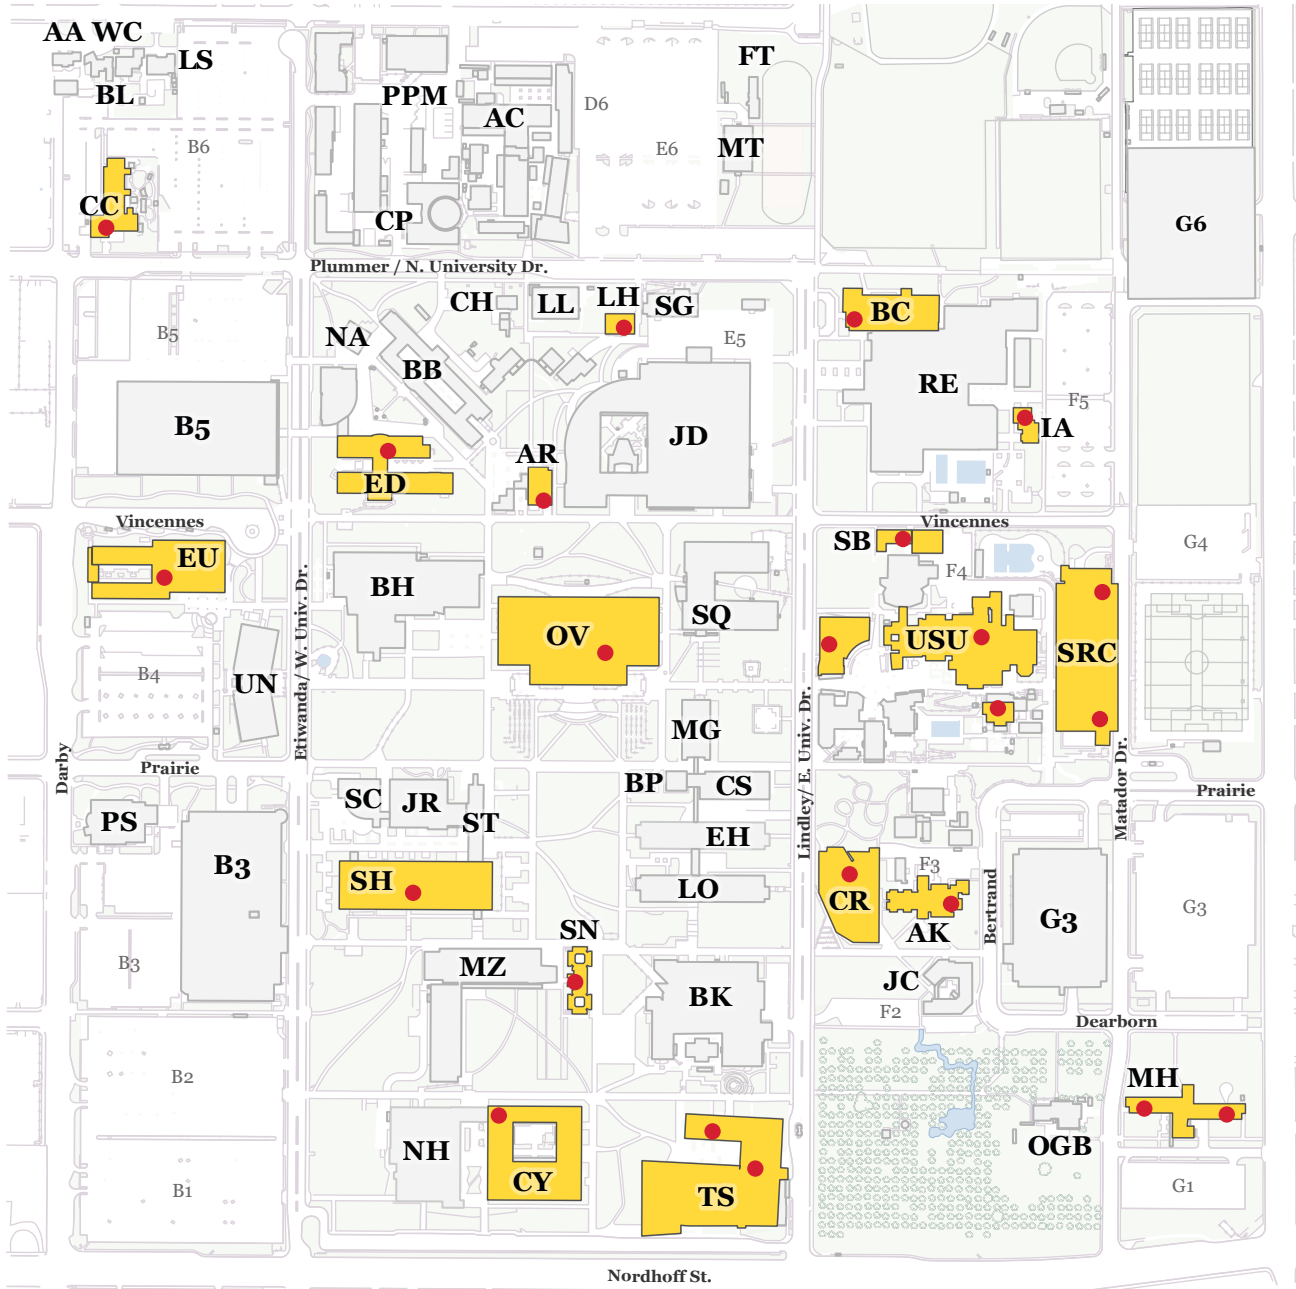 AA WC
LS
BL
PPM
FT
AC
D6
B6
E6
MT
CC
CP
G6
Plummer / N. University Dr.
CH
LL
LH
SG
BC
NA
B5
E5
BB
RE
F5
B5
JD
IA
AR
ED
Vincennes
Vincennes
SB
G4
EU
F4
BH
OV
SQ
USU
SRC
Etiwanda/ W. Univ. Dr.
B4
UN
MG
Lindley/ E. Univ. Dr.
Matador Dr.
Darby
Prairie
BP
CS
Prairie
SC
JR
PS
ST
EH
B3
F3
SH
LO
CR
Bertrand
G3
G3
AK
SN
B3
MZ
BK
JC
F2
Dearborn
B2
MH
NH
OGB
CY
TS
B1
G1
Nordhoff St.